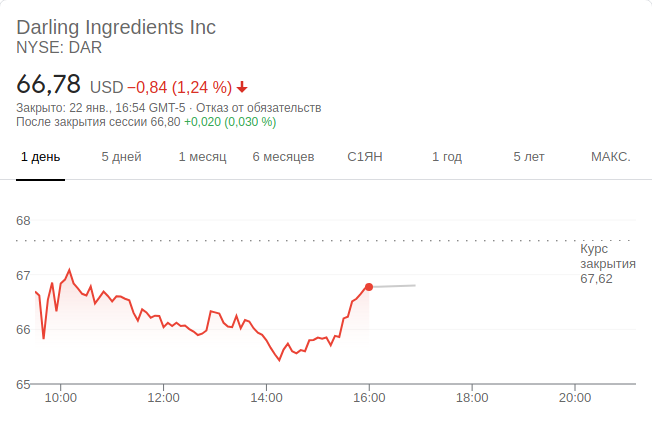 Darling Ingredients Inc
NYSE: DAR
66,78 USD −0,84 (1,24 %)
Закрыто: 22 янв., 16:54 GMT-5 · Отказ от обязательств
После закрытия сессии 66,80 +0,020 (0,030 %)
1 день 5 дней 1 месяц 6 месяцев С1ЯН 1 год 5 лет МАКС.
68
Курс
закрытия
67,62
67
66
65
10:00 12:00 14:00 16:00 18:00 20:00